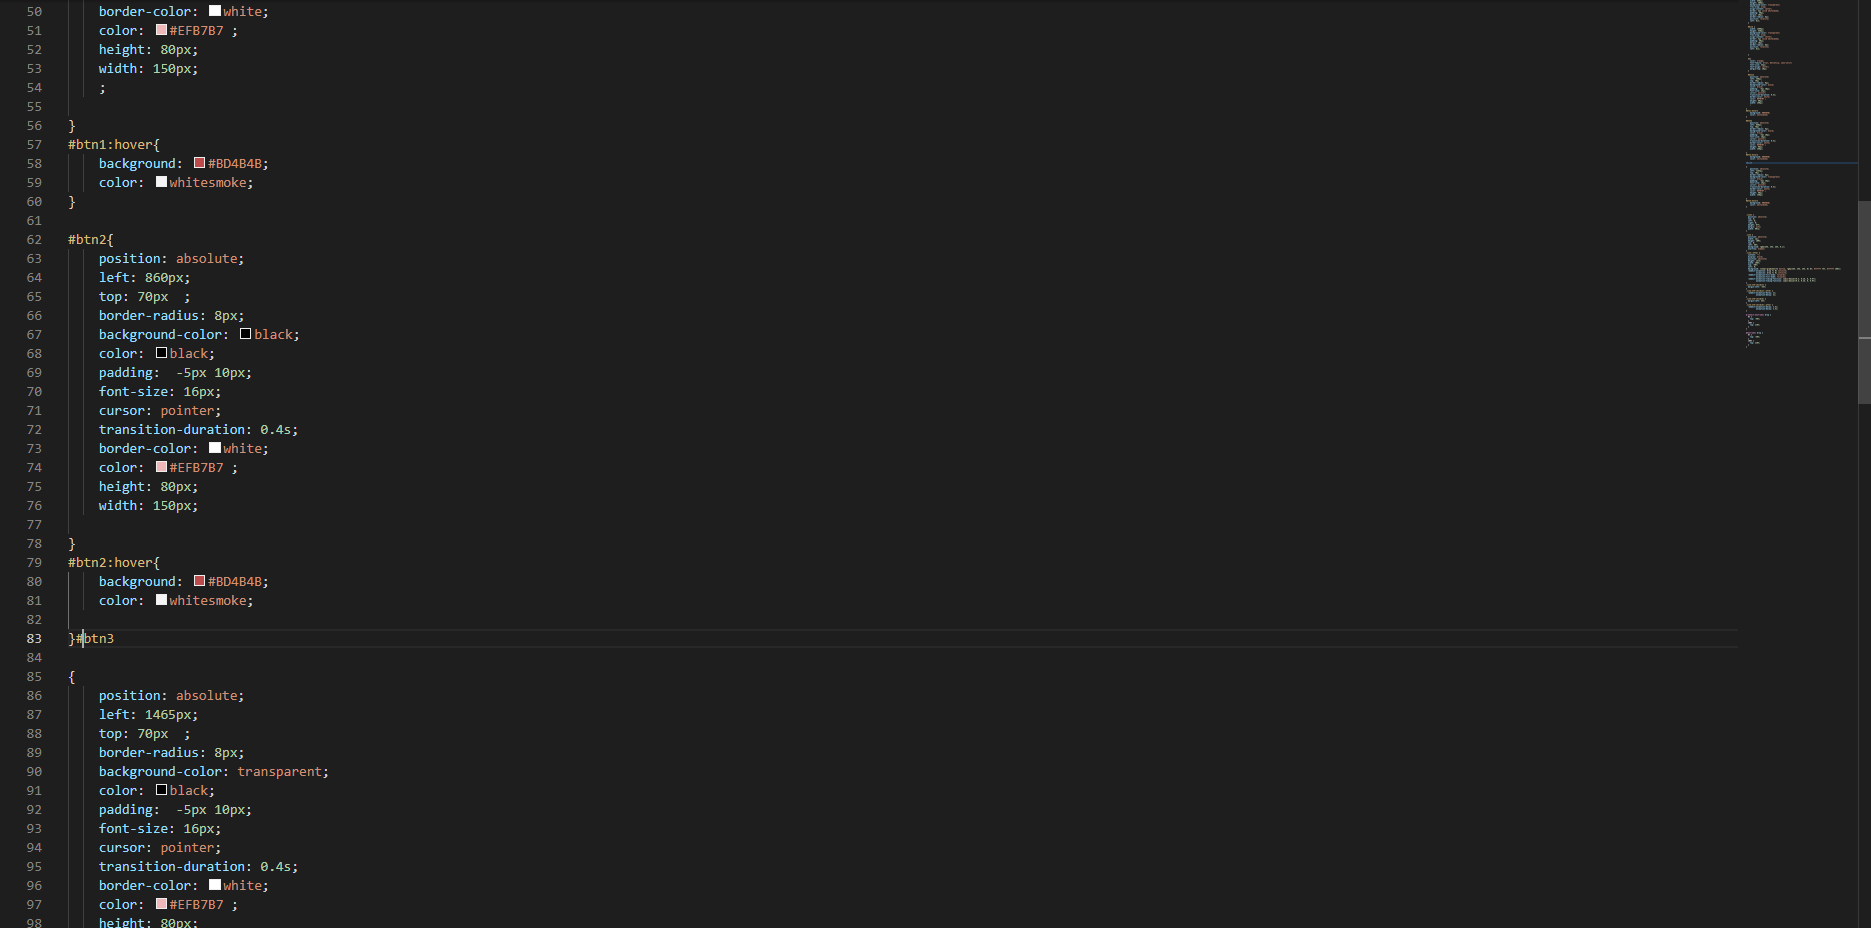 50 border-color: white;
51 color: #EFB7B7 ;
52 height: 80px;
53 width: 150px;
54 ;
55
56 }
57 #btn1:hover{
58 background: #BD4B4B;
59 color: whitesmoke;
60 }
61
62 #btn2{
63 position: absolute;
64 left: 860px;
65 top: 70px  ;
66 border-radius: 8px;
67 background-color: black;
68 color: black;
69 padding:  -5px 10px;
70 font-size: 16px;
71 cursor: pointer;
72 transition-duration: 0.4s;
73 border-color: white;
74 color: #EFB7B7 ;
75 height: 80px;
76 width: 150px;
77
78 }
79 #btn2:hover{
80 background: #BD4B4B;
81 color: whitesmoke;
82
83 }#btn3
84
85 {
86 position: absolute;
87 left: 1465px;
88 top: 70px  ;
89 border-radius: 8px;
90 background-color: transparent;
91 color: black;
92 padding:  -5px 10px;
93 font-size: 16px;
94 cursor: pointer;
95 transition-duration: 0.4s;
96 border-color: white;
97 color: #EFB7B7 ;
98 height: 80px;